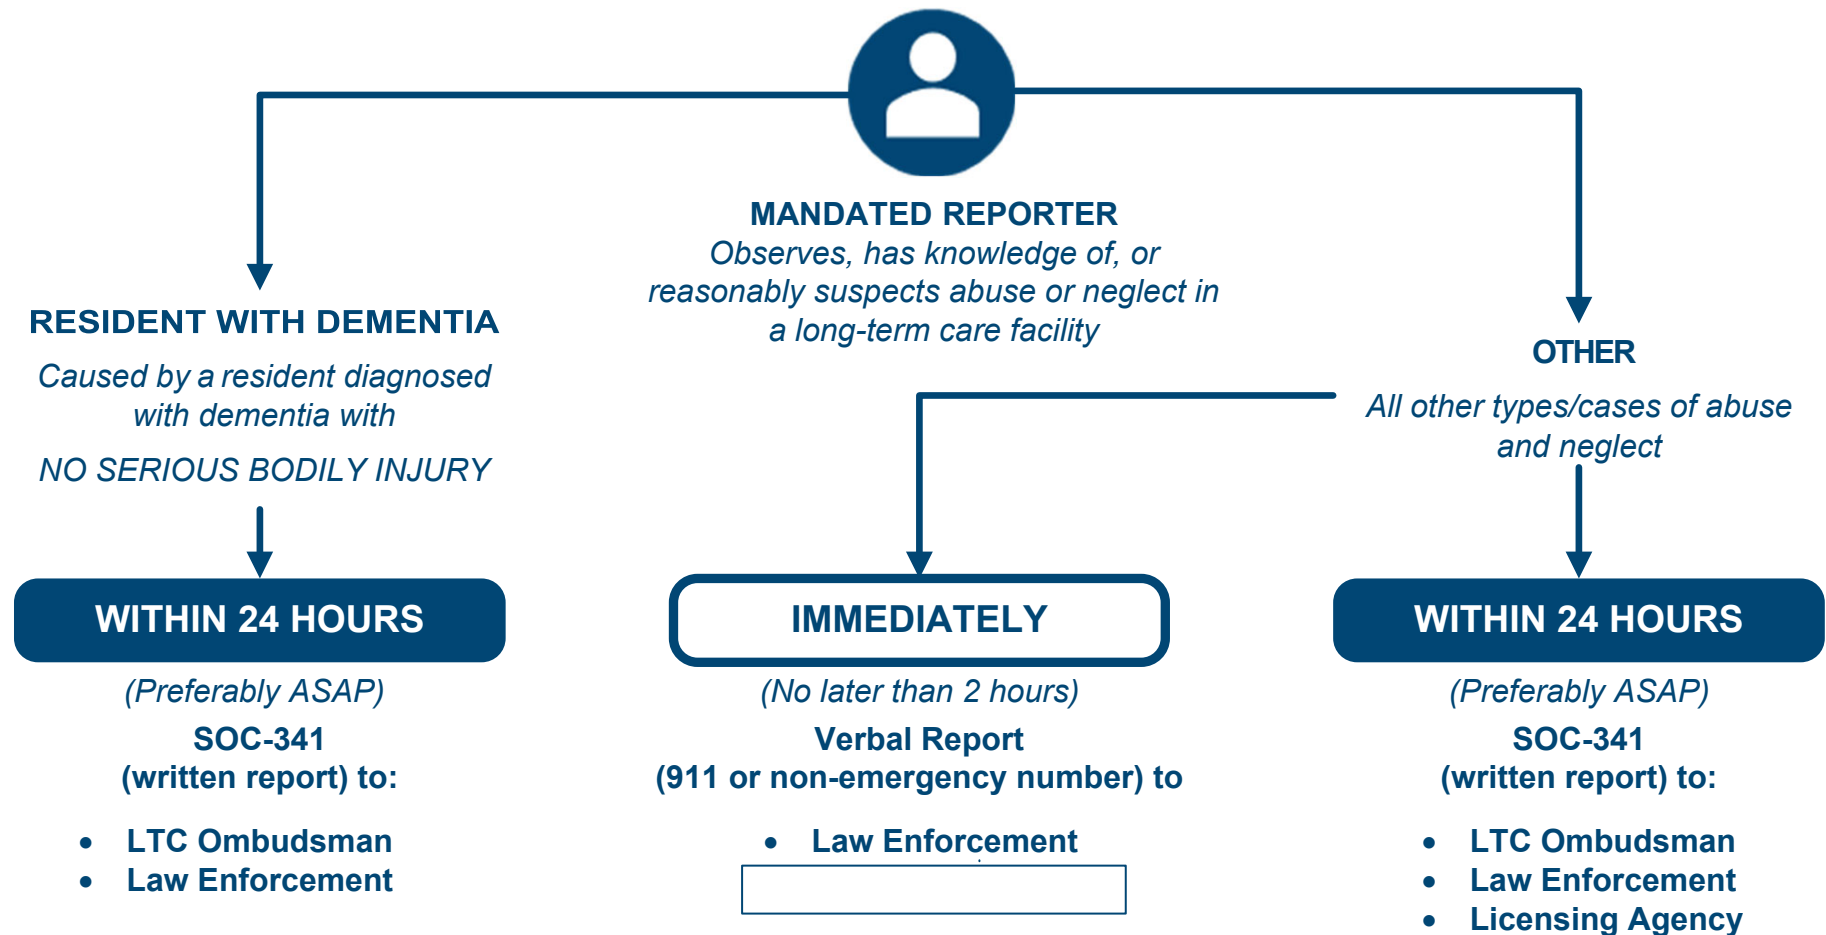 MANDATED REPORTER
Observes, has knowledge of, or
reasonably suspects abuse or neglect in
a long-term care facility
RESIDENT WITH DEMENTIA
Caused by a resident diagnosed
with dementia with
NO SERIOUS BODILY INJURY
WITHIN 24 HOURS
(Preferably ASAP)
SOC-341
(written report) to:
• LTC Ombudsman
• Law Enforcement
IMMEDIATELY
(No later than 2 hours)
Verbal Report
(911 or non-emergency number) to
• Law Enforcement
OTHER
All other types/cases of abuse
and neglect
WITHIN 24 HOURS
(Preferably ASAP)
SOC-341
(written report) to:
• LTC Ombudsman
• Law Enforcement
• Licensing Agency